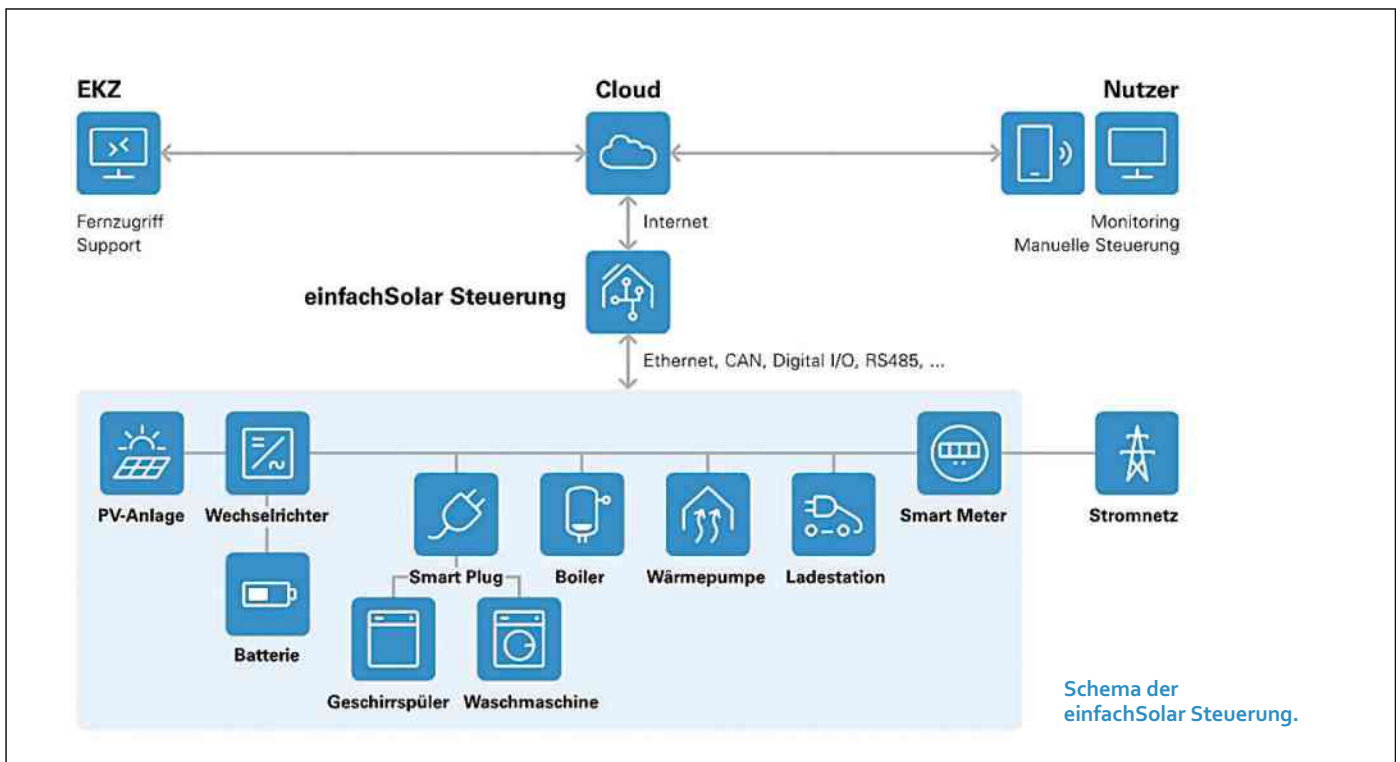 EKZ
Cloud
Nutzer
Fernzugriff
Support
Internet
Monitoring
Manuelle Steuerung
einfachSolar Steuerung
Ethernet, CAN, Digital I/O, RS485, ...
PV-Anlage
Wechselrichter
Smart Plug
Boiler
Wärmepumpe
Ladestation
Smart Meter
Stromnetz
Batterie
Geschirrspüler
Waschmaschine
Schema der
einfachSolar Steuerung.